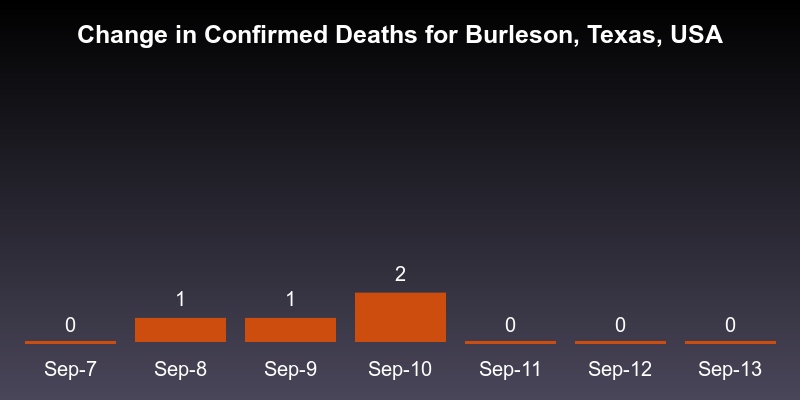 Change in Confirmed Deaths for Burleson, Texas, USA
0 1 1 2 0 0 0
Sep-7 Sep-8 Sep-9 Sep-10 Sep-11 Sep-12 Sep-13